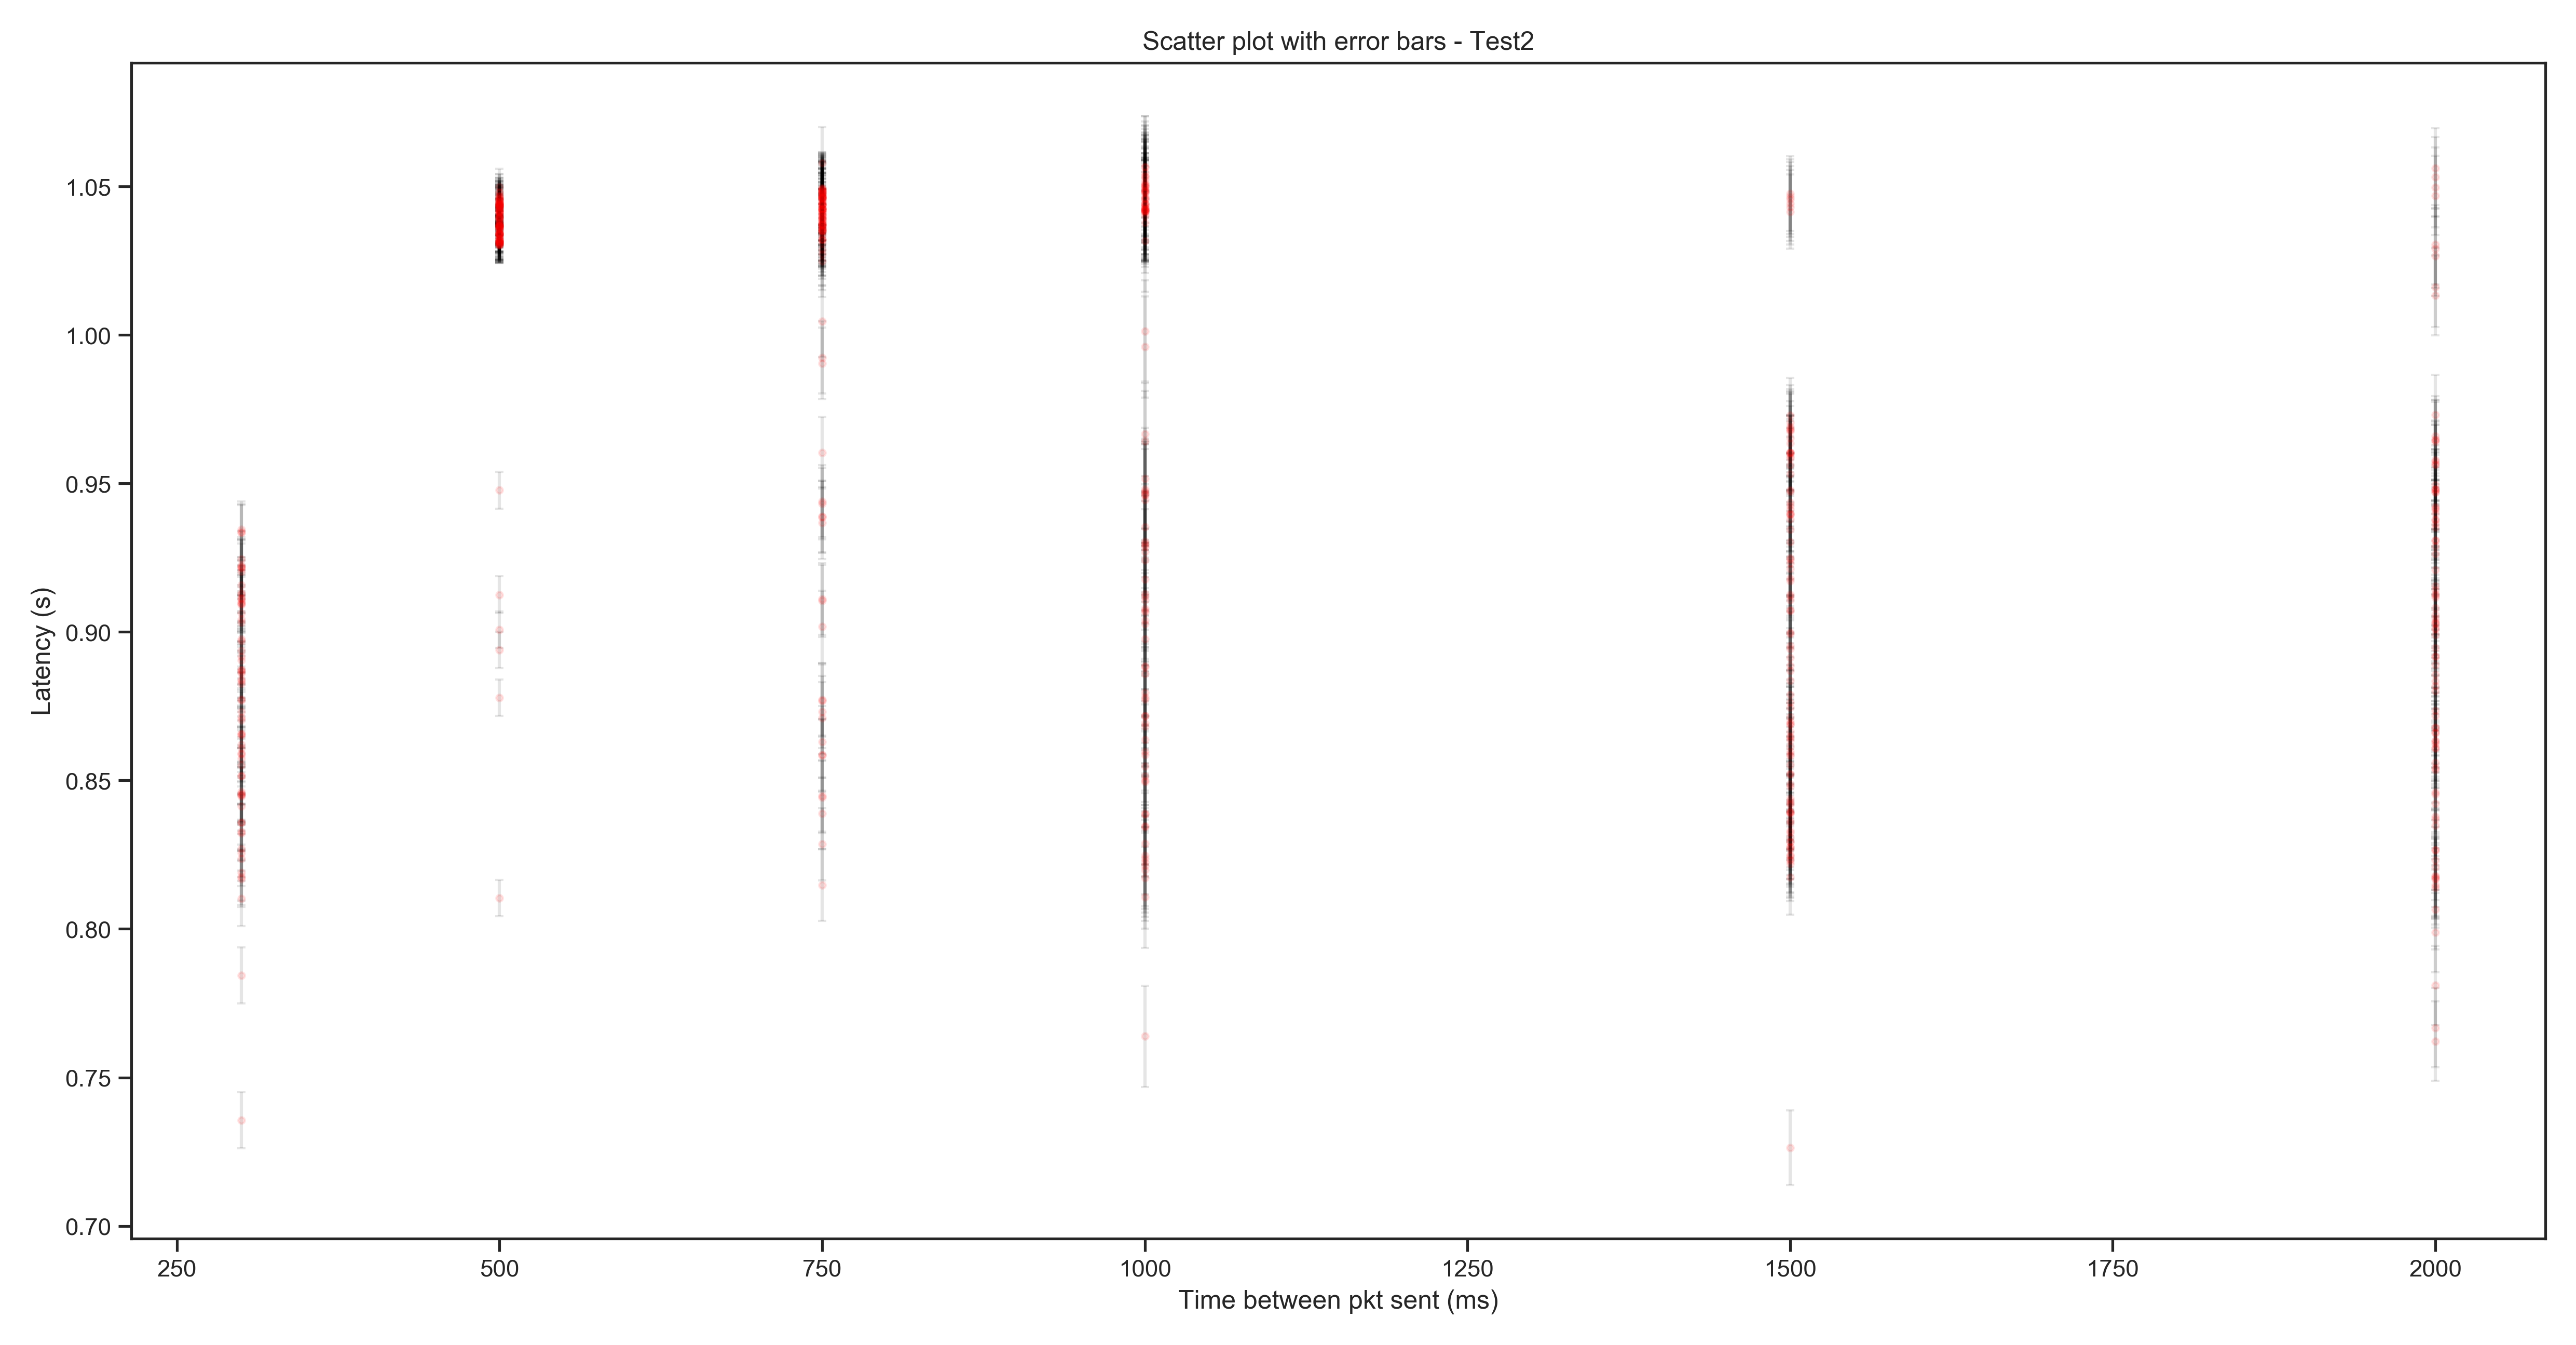 Scatter plot with error bars - Test2
Latency (s)
1.05
1.00
0.95
0.90
0.85
0.80
0.75
0.70
250 500 750 1000 1250 1500 1750 2000
Time between pkt sent (ms)